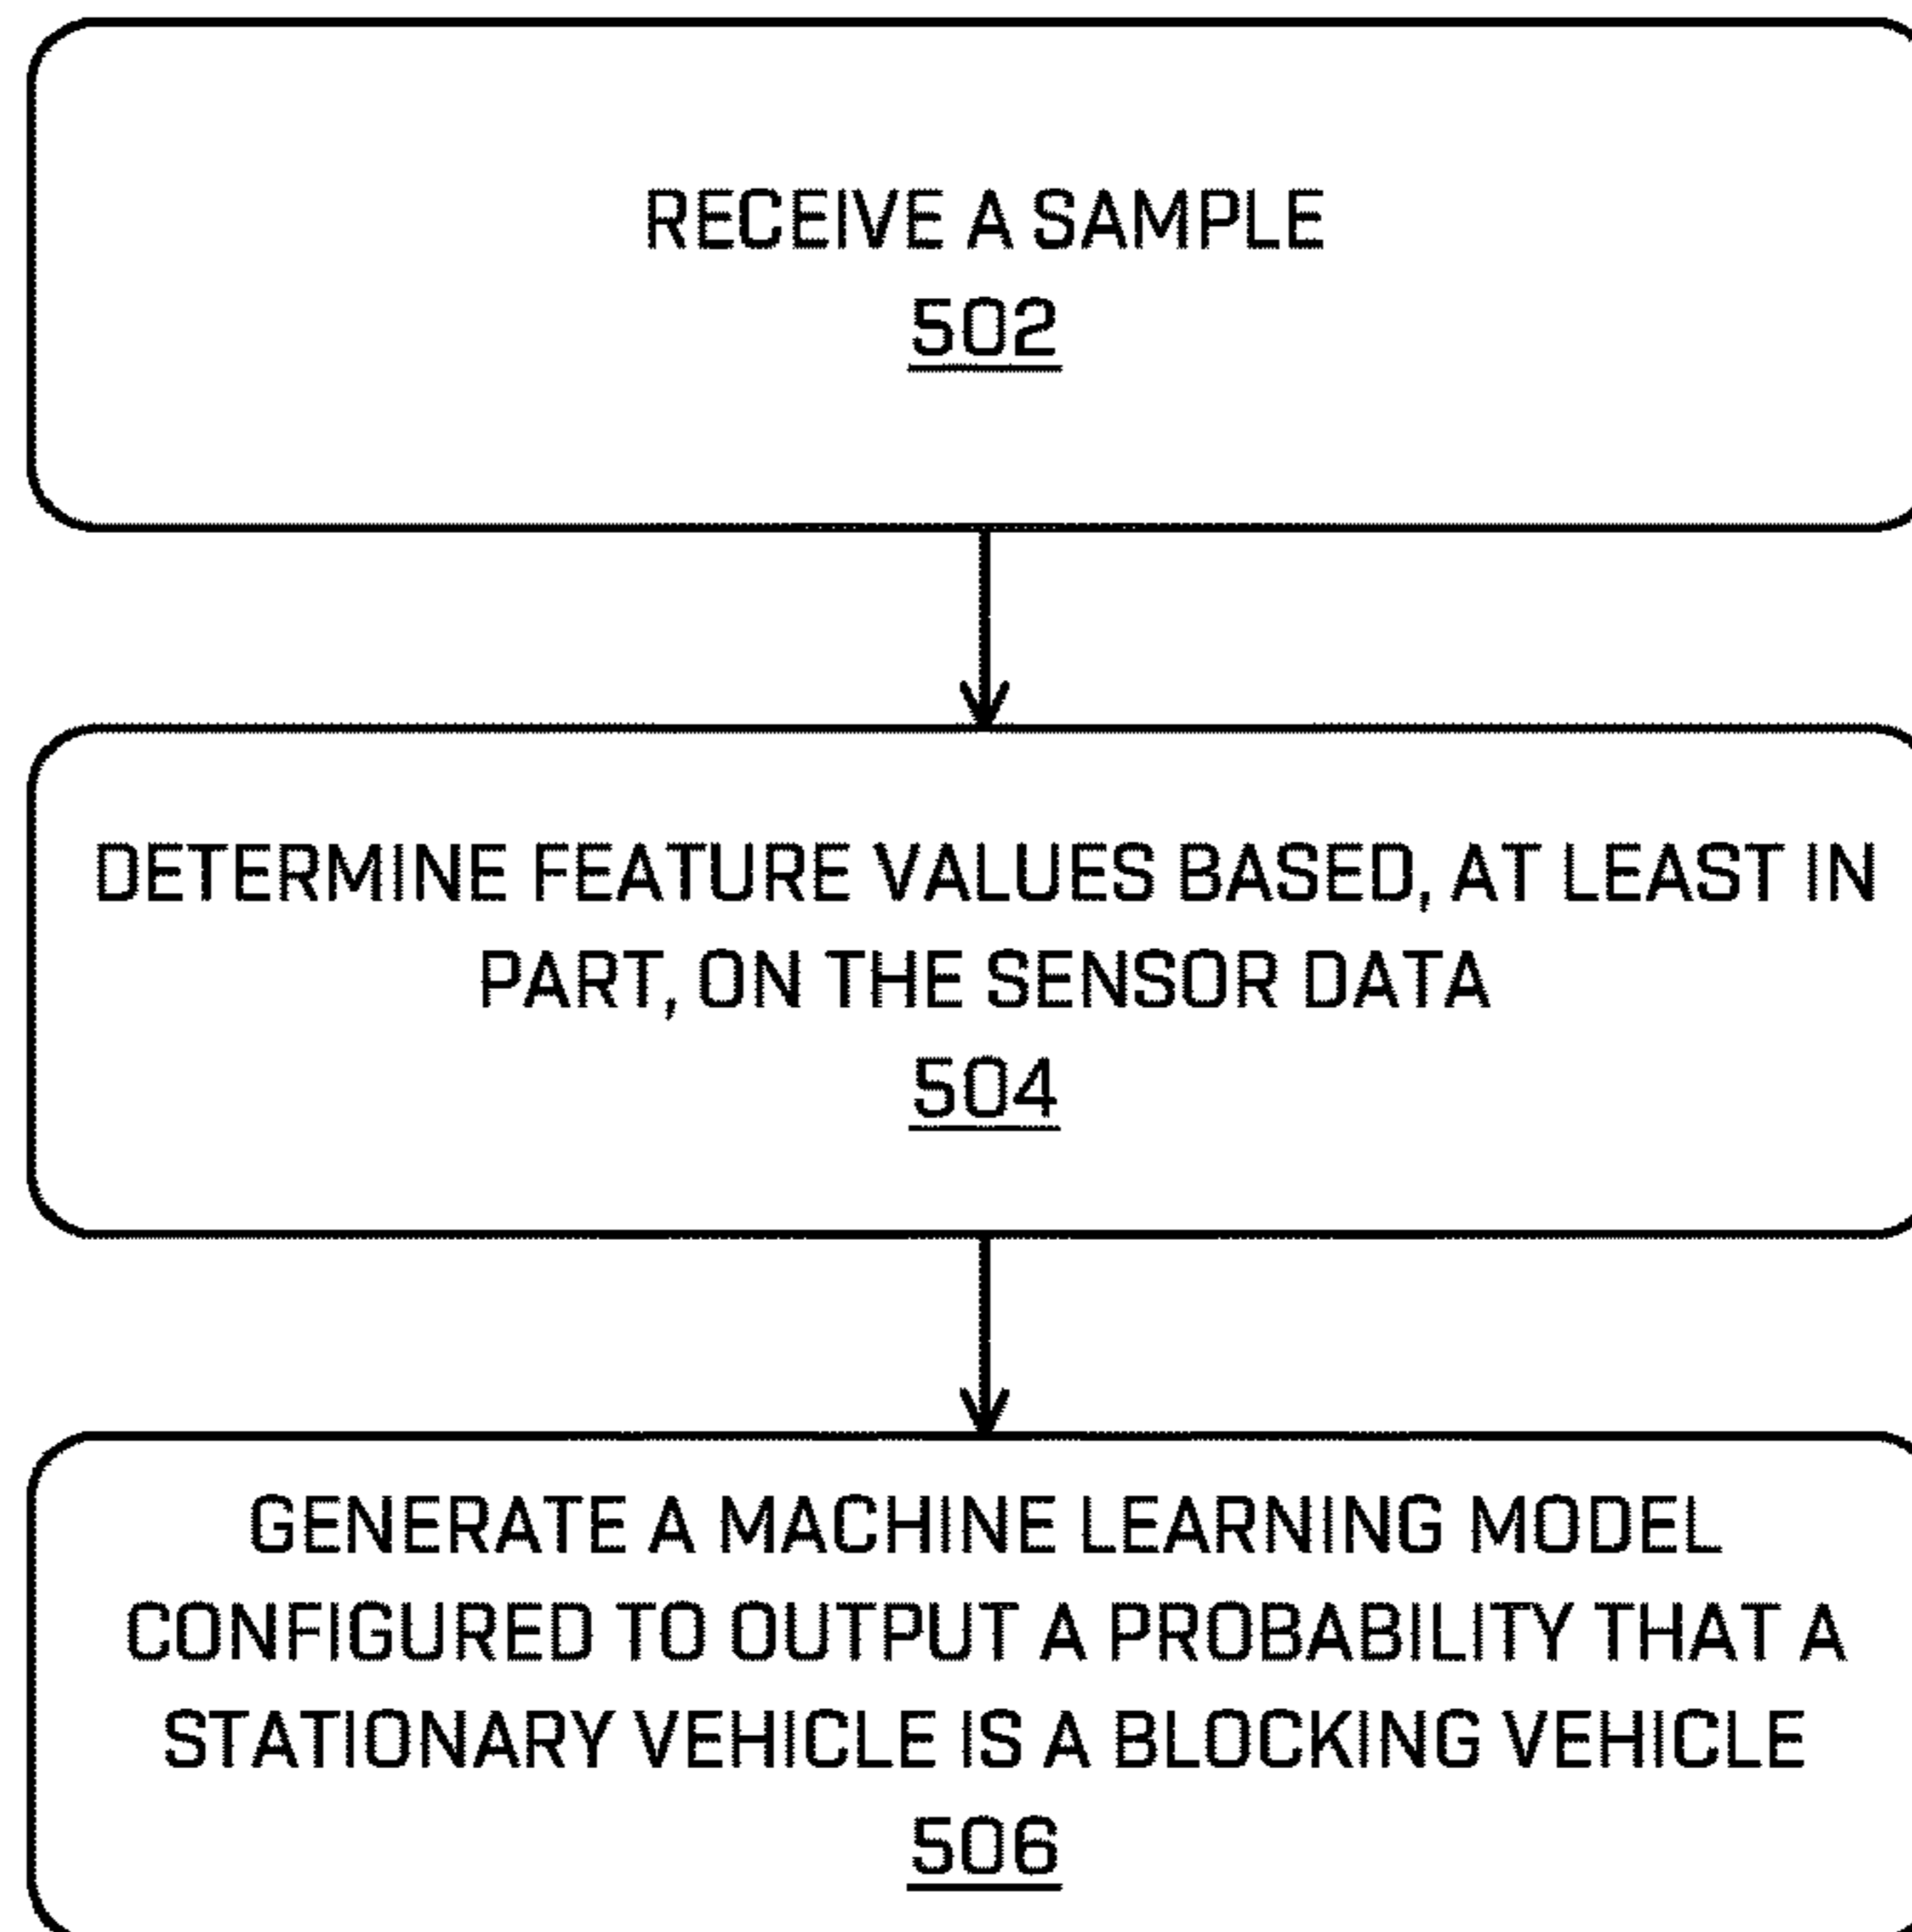 RECEIVE A SAMPLE
502
DETERMINE FEATURE VALUES BASED, AT LEAST IN
PART, ON THE SENSOR DATA
504
GENERATE A MACHINE LEARNING MODEL
CONFIGURED TO OUTPUT A PROBABILITY THAT A
STATIONARY VEHICLE IS A BLOCKING VEHICLE
506